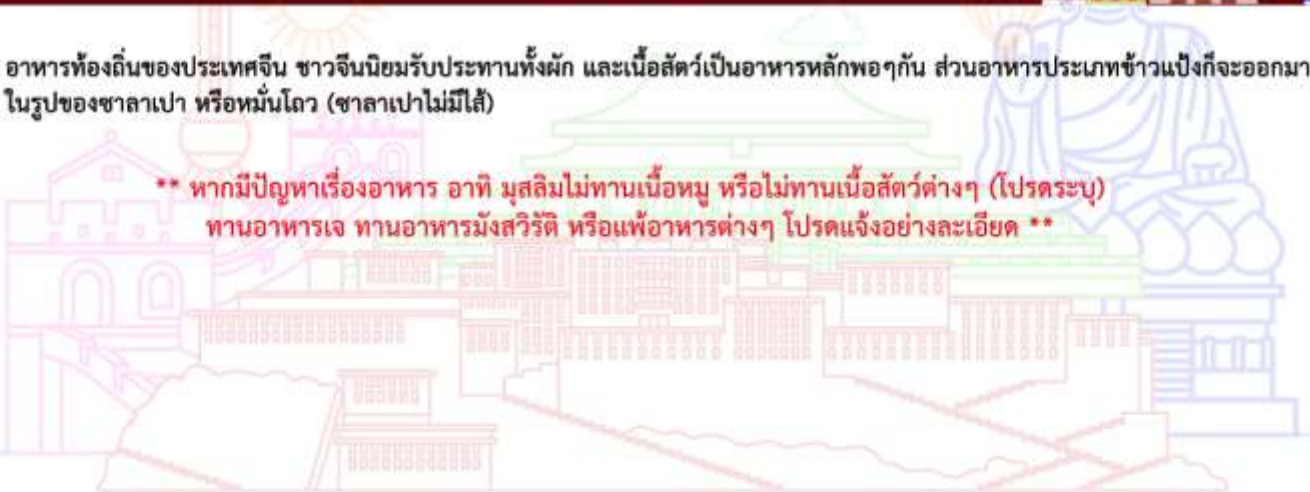 อาหารท้องถิ่นของประเทศจีน ชาวจีนนิยมรับประทานทั้งผัก และเนื้อสัตว์เป็นอาหารหลักพอๆกัน ส่วนอาหารประเภทข้าวแป้งก็จะออกมา
ในรูปของซาลาเปา หรือหมั่นโถว (ซาลาเปาไม่มีไส้)
** หากมีปัญหาเรื่องอาหาร อาทิ มุสลิมไม่ทานเนื้อหมู หรือไม่ทานเนื้อสัตว์ต่างๆ (โปรดระบุ)
ทานอาหารเจ ทานอาหารมังสวิรัติ หรือแพ้อาหารต่างๆ โปรดแจ้งอย่างละเอียด **